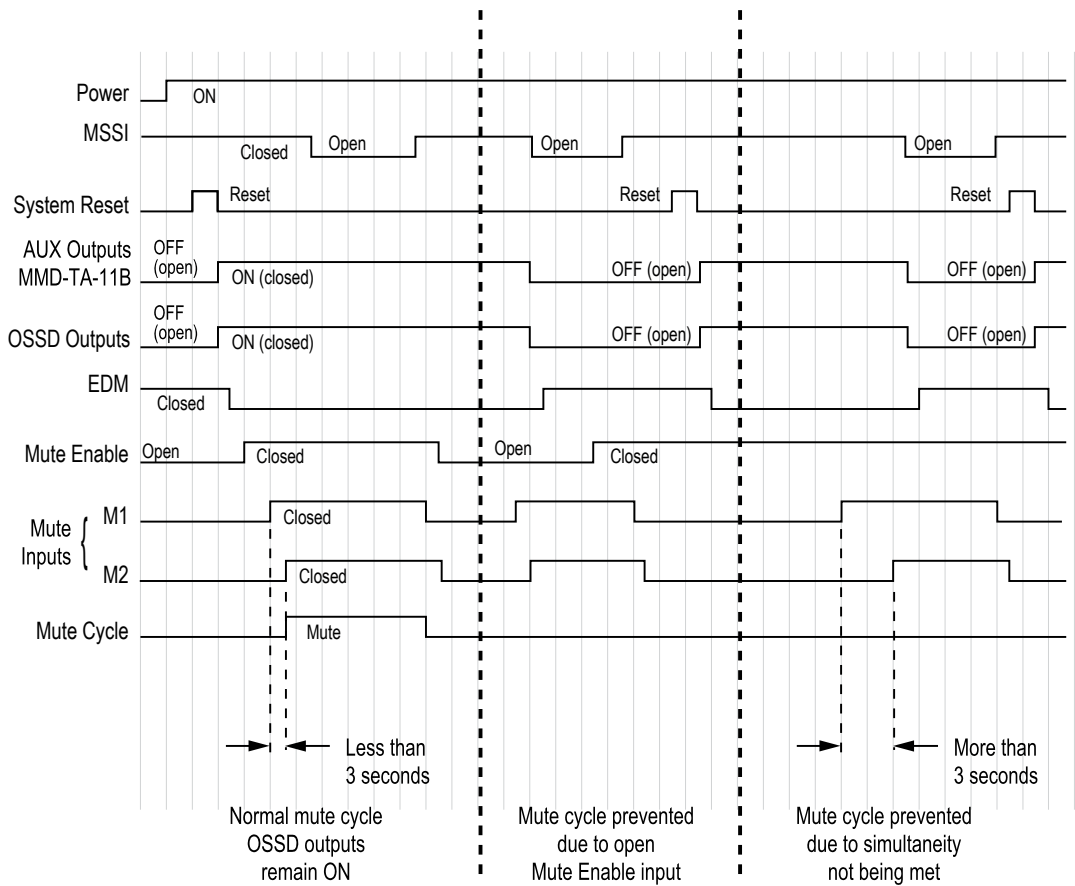 Power
ON
MSSI
Closed
Open
Open
Open
System Reset
Reset
Reset
Reset
AUX Outputs
MMD-TA-11B
OFF
(open)
ON (closed)
OFF (open)
OFF (open)
OSSD Outputs
OFF
(open)
ON (closed)
OFF (open)
OFF (open)
EDM
Closed
Mute Enable
Open
Closed
Open
Closed
Mute
Inputs
M1
Closed
M2
Closed
Mute Cycle
Mute
Less than
3 seconds
More than
3 seconds
Normal mute cycle
OSSD outputs
remain ON
Mute cycle prevented
due to open
Mute Enable input
Mute cycle prevented
due to simultaneity
not being met